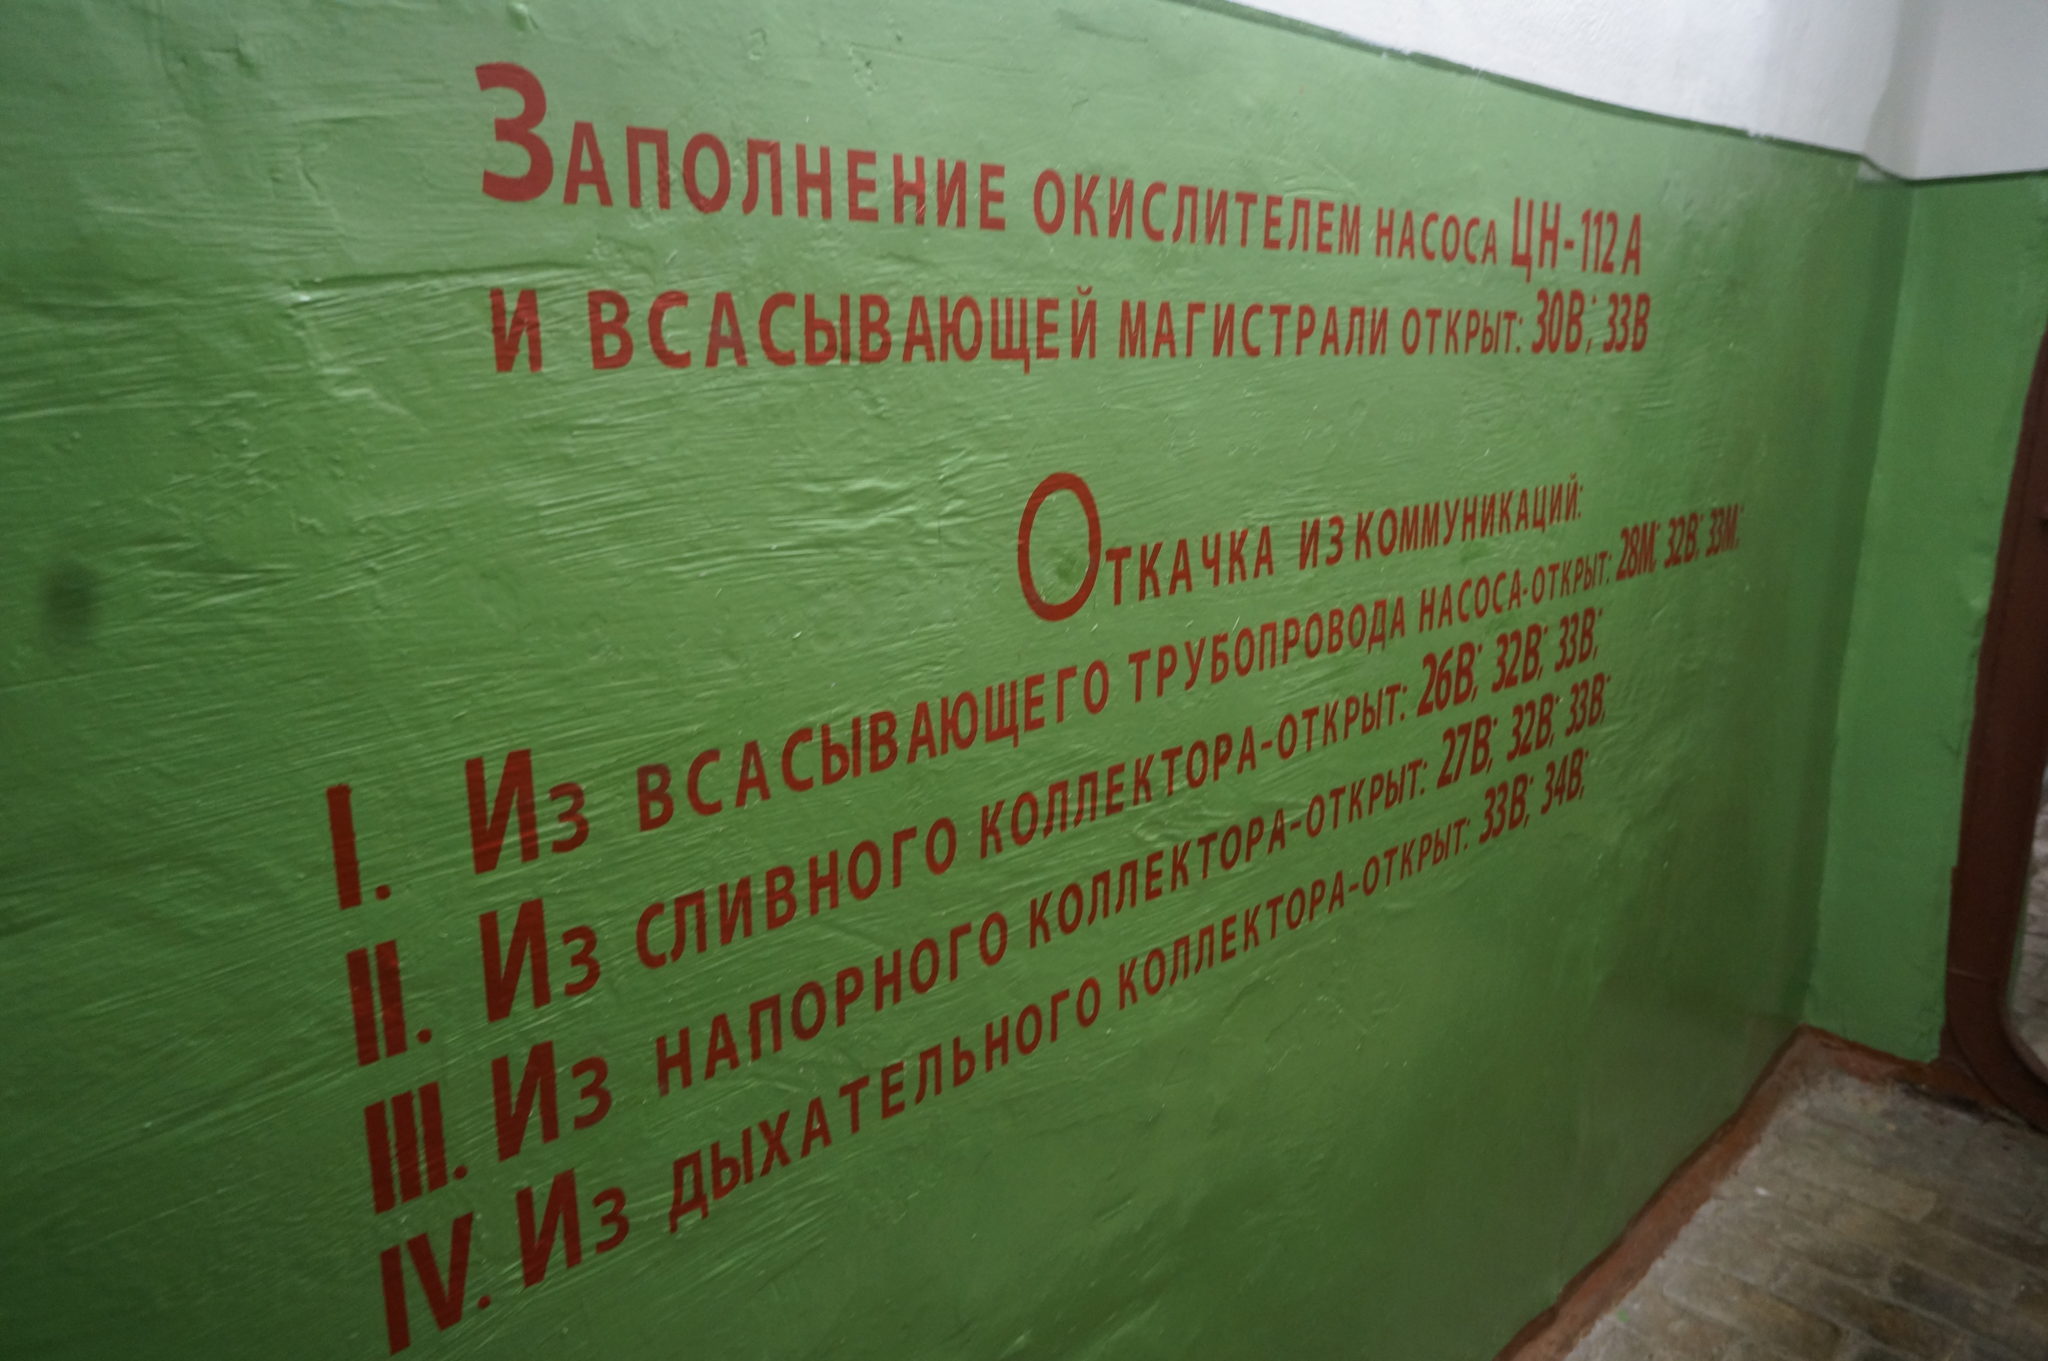 Заполнение окислителем насоса ЦН-112А
и всасывающей магистрали открыт: 30В; 33В
Откачка из коммуникаций:
I. Из всасывающего трубопровода насоса-открыт: 28М; 32В; 33М;
II. Из сливного коллектора-открыт: 26В; 32В; 33В;
III. Из напорного коллектора-открыт: 27В; 32В; 33В;
IV. Из дыхательного коллектора-открыт: 33В; 34В;